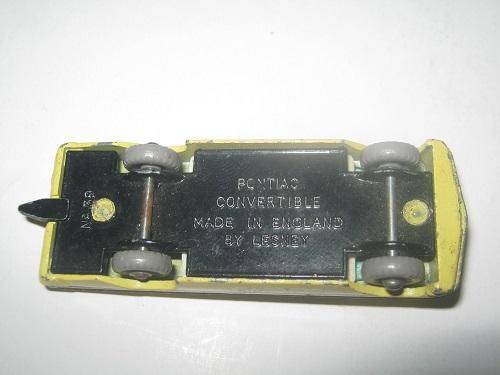 No 39
PONTIAC
CONVERTIBLE
MADE IN ENGLAND
BY LESNEY